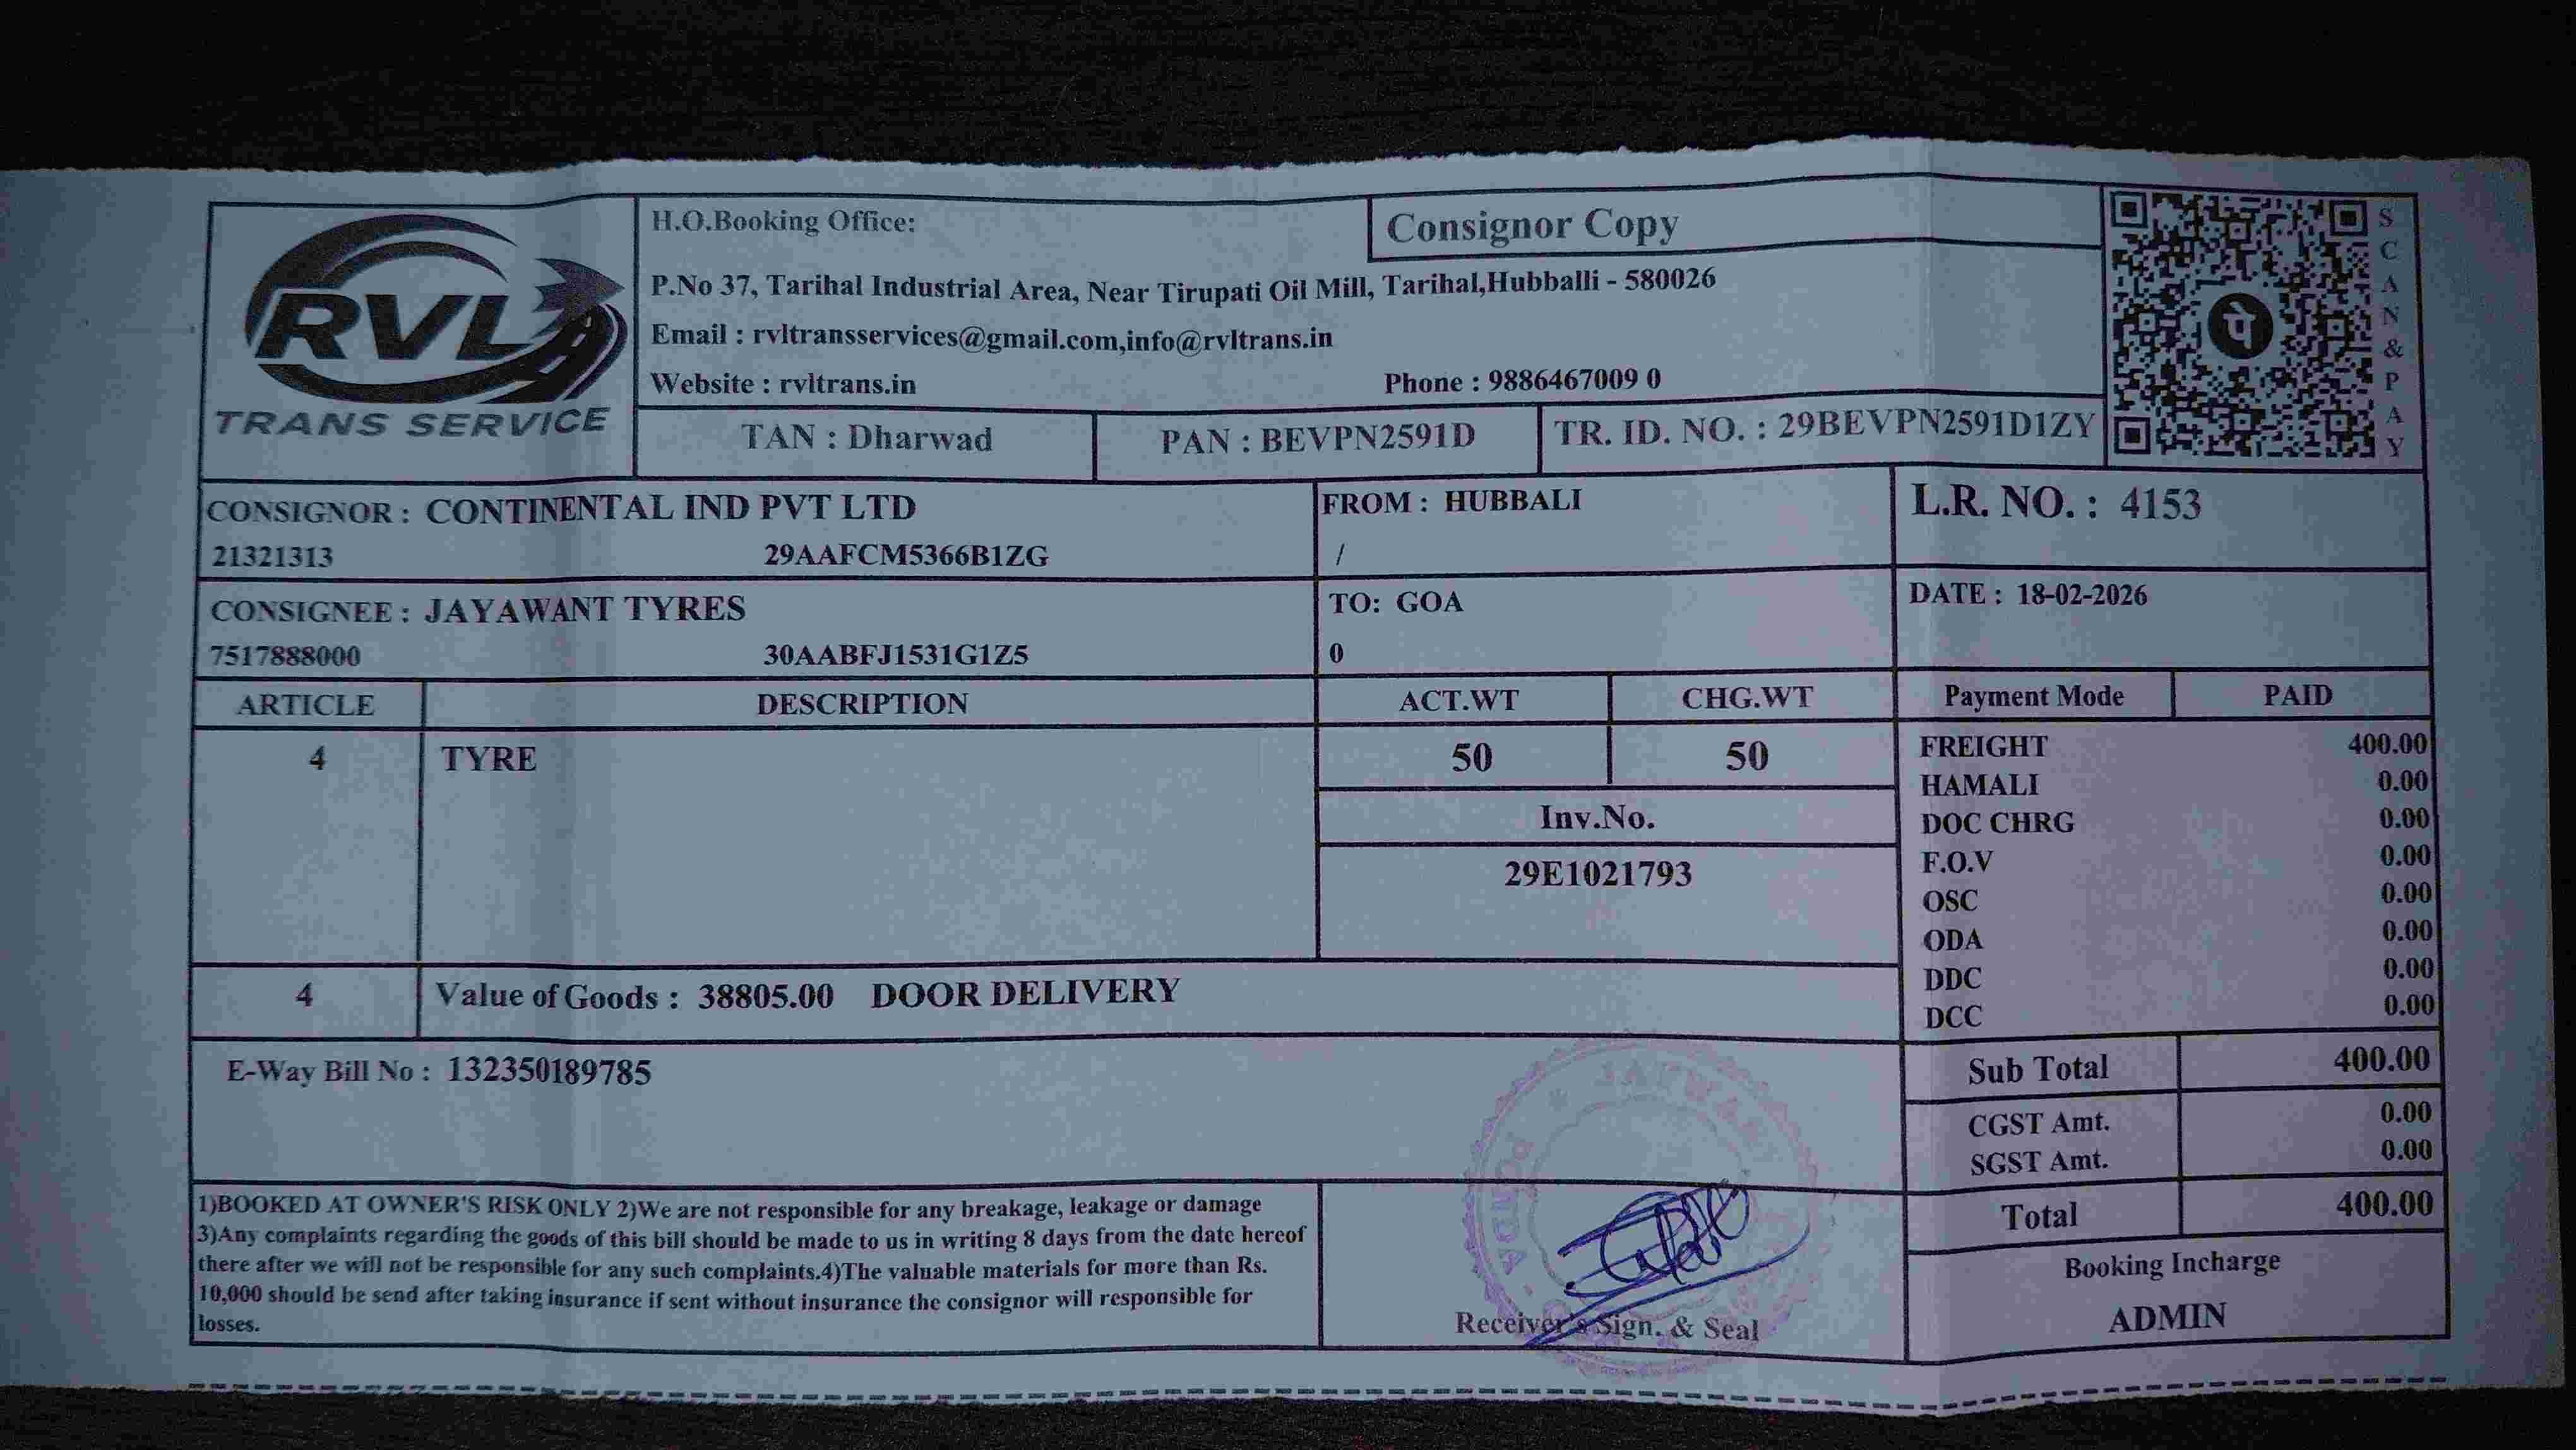 RVL
TRANS SERVICE
H.O.Booking Office:
Consignor Copy
P.No 37, Tarihal Industrial Area, Near Tirupati Oil Mill, Tarihal,Hubballi - 580026
Email : rvltransservices@gmail.com,info@rvltrans.in
Website : rvltrans.in Phone : 9886467009 0
TAN : Dharwad PAN : BEVPN2591D TR. ID. NO. : 29BEVPN2591D1ZY
SCAN&PAY
पे
CONSIGNOR : CONTINENTAL IND PVT LTD
21321313 29AAFCM5366B1ZG
FROM : HUBBALI
/
L.R. NO. : 4153
CONSIGNEE : JAYAWANT TYRES
7517888000 30AABFJ1531G1Z5
TO: GOA
0
DATE : 18-02-2026
ARTICLE DESCRIPTION ACT.WT CHG.WT Payment Mode PAID
4 TYRE 50 50
Inv.No.
29E1021793
FREIGHT 400.00
HAMALI 0.00
DOC CHRG 0.00
F.O.V 0.00
OSC 0.00
ODA 0.00
DDC 0.00
DCC 0.00
4 Value of Goods : 38805.00 DOOR DELIVERY
Sub Total 400.00
E-Way Bill No : 132350189785
CGST Amt. 0.00
SGST Amt. 0.00
Total 400.00
1)BOOKED AT OWNER'S RISK ONLY 2)We are not responsible for any breakage, leakage or damage
3)Any complaints regarding the goods of this bill should be made to us in writing 8 days from the date hereof
there after we will not be responsible for any such complaints.4)The valuable materials for more than Rs.
10,000 should be send after taking insurance if sent without insurance the consignor will responsible for
losses.
Receiver's Sign. & Seal
Booking Incharge
ADMIN